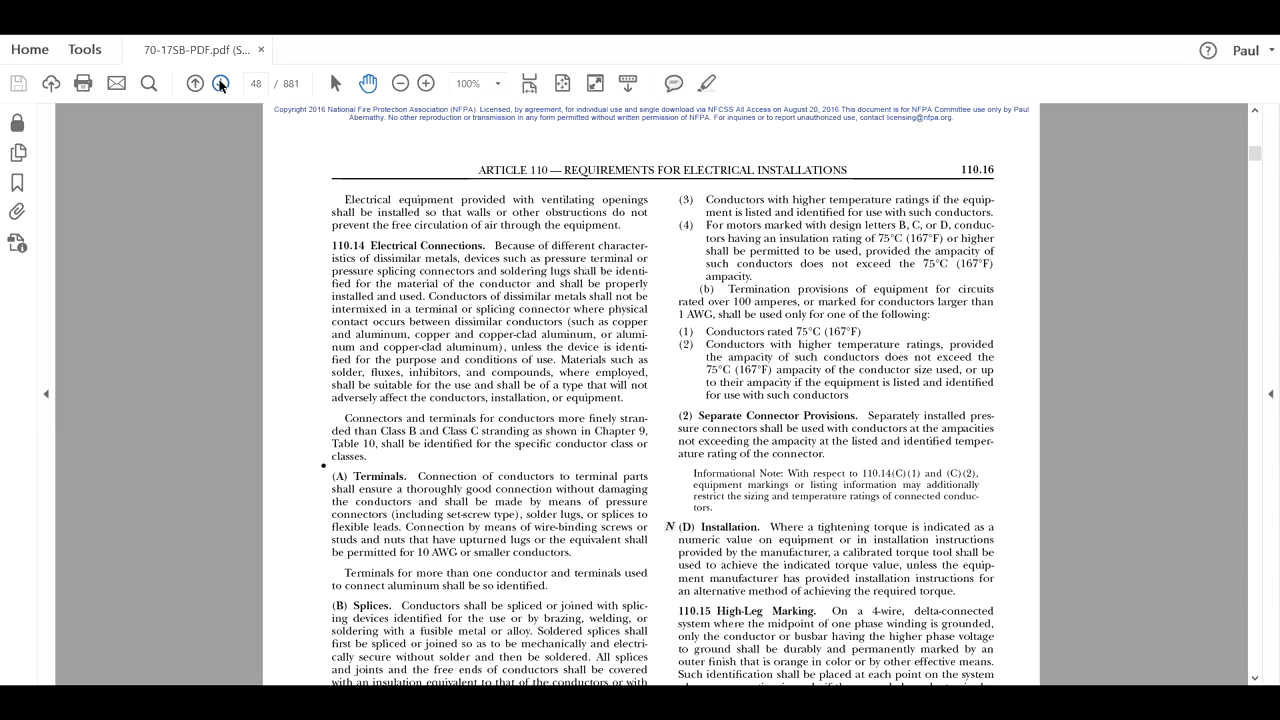 Home Tools 70-17SB-PDF.pdf (S... × ? Paul
48 / 881 100%
Copyright 2016 National Fire Protection Association (NFPA). Licensed, by agreement, for individual use and single download via NFCSS All Access on August 20, 2016 This document is for NFPA Committee use only by Paul
Abernathy. No other reproduction or transmission in any form permitted without written permission of NFPA. For inquiries or to report unauthorized use, contact licensing@nfpa.org.
ARTICLE 110 — REQUIREMENTS FOR ELECTRICAL INSTALLATIONS 110.16
Electrical equipment provided with ventilating openings
shall be installed so that walls or other obstructions do not
prevent the free circulation of air through the equipment.
110.14 Electrical Connections. Because of different character-
istics of dissimilar metals, devices such as pressure terminal or
pressure splicing connectors and soldering lugs shall be identi-
fied for the material of the conductor and shall be properly
installed and used. Conductors of dissimilar metals shall not be
intermixed in a terminal or splicing connector where physical
contact occurs between dissimilar conductors (such as copper
and aluminum, copper and copper-clad aluminum, or alumi-
num and copper-clad aluminum), unless the device is identi-
fied for the purpose and conditions of use. Materials such as
solder, fluxes, inhibitors, and compounds, where employed,
shall be suitable for the use and shall be of a type that will not
adversely affect the conductors, installation, or equipment.
Connectors and terminals for conductors more finely stran-
ded than Class B and Class C stranding as shown in Chapter 9,
Table 10, shall be identified for the specific conductor class or
classes.
(A) Terminals. Connection of conductors to terminal parts
shall ensure a thoroughly good connection without damaging
the conductors and shall be made by means of pressure
connectors (including set-screw type), solder lugs, or splices to
flexible leads. Connection by means of wire-binding screws or
studs and nuts that have upturned lugs or the equivalent shall
be permitted for 10 AWG or smaller conductors.
Terminals for more than one conductor and terminals used
to connect aluminum shall be so identified.
(B) Splices. Conductors shall be spliced or joined with splic-
ing devices identified for the use or by brazing, welding, or
soldering with a fusible metal or alloy. Soldered splices shall
first be spliced or joined so as to be mechanically and electri-
cally secure without solder and then be soldered. All splices
and joints and the free ends of conductors shall be covered
with an insulation equivalent to that of the conductors or with
(3) Conductors with higher temperature ratings if the equip-
ment is listed and identified for use with such conductors.
(4) For motors marked with design letters B, C, or D, conduc-
tors having an insulation rating of 75°C (167°F) or higher
shall be permitted to be used, provided the ampacity of
such conductors does not exceed the 75°C (167°F)
ampacity.
(b) Termination provisions of equipment for circuits
rated over 100 amperes, or marked for conductors larger than
1 AWG, shall be used only for one of the following:
(1) Conductors rated 75°C (167°F)
(2) Conductors with higher temperature ratings, provided
the ampacity of such conductors does not exceed the
75°C (167°F) ampacity of the conductor size used, or up
to their ampacity if the equipment is listed and identified
for use with such conductors
(2) Separate Connector Provisions. Separately installed pres-
sure connectors shall be used with conductors at the ampacities
not exceeding the ampacity at the listed and identified temper-
ature rating of the connector.
Informational Note: With respect to 110.14(C)(1) and (C)(2),
equipment markings or listing information may additionally
restrict the sizing and temperature ratings of connected conduc-
tors.
N (D) Installation. Where a tightening torque is indicated as a
numeric value on equipment or in installation instructions
provided by the manufacturer, a calibrated torque tool shall be
used to achieve the indicated torque value, unless the equip-
ment manufacturer has provided installation instructions for
an alternative method of achieving the required torque.
110.15 High-Leg Marking. On a 4-wire, delta-connected
system where the midpoint of one phase winding is grounded,
only the conductor or busbar having the higher phase voltage
to ground shall be durably and permanently marked by an
outer finish that is orange in color or by other effective means.
Such identification shall be placed at each point on the system